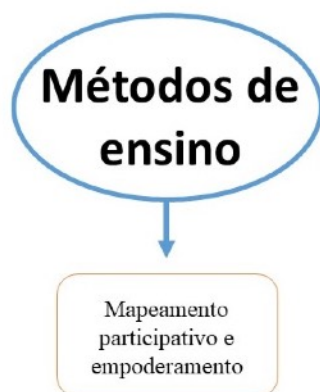 Métodos de
ensino
Mapeamento
participativo e
empoderamento